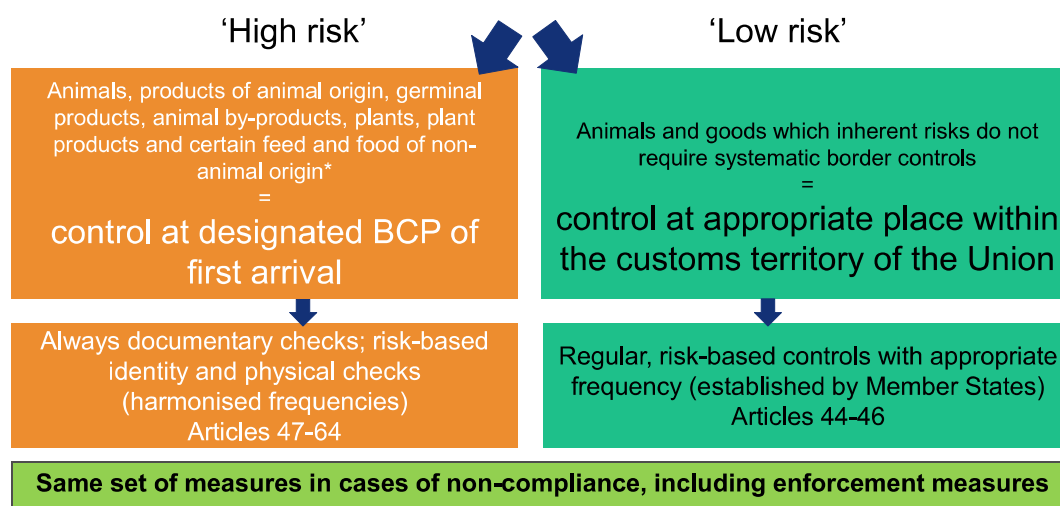 ‘High risk’
Animals, products of animal origin, germinal
products, animal by-products, plants, plant
products and certain feed and food of non-
animal origin*
=
control at designated BCP of
first arrival
Always documentary checks; risk-based
identity and physical checks
(harmonised frequencies)
Articles 47-64
‘Low risk’
Animals and goods which inherent risks do not
require systematic border controls
=
control at appropriate place within
the customs territory of the Union
Regular, risk-based controls with appropriate
frequency (established by Member States)
Articles 44-46
Same set of measures in cases of non-compliance, including enforcement measures